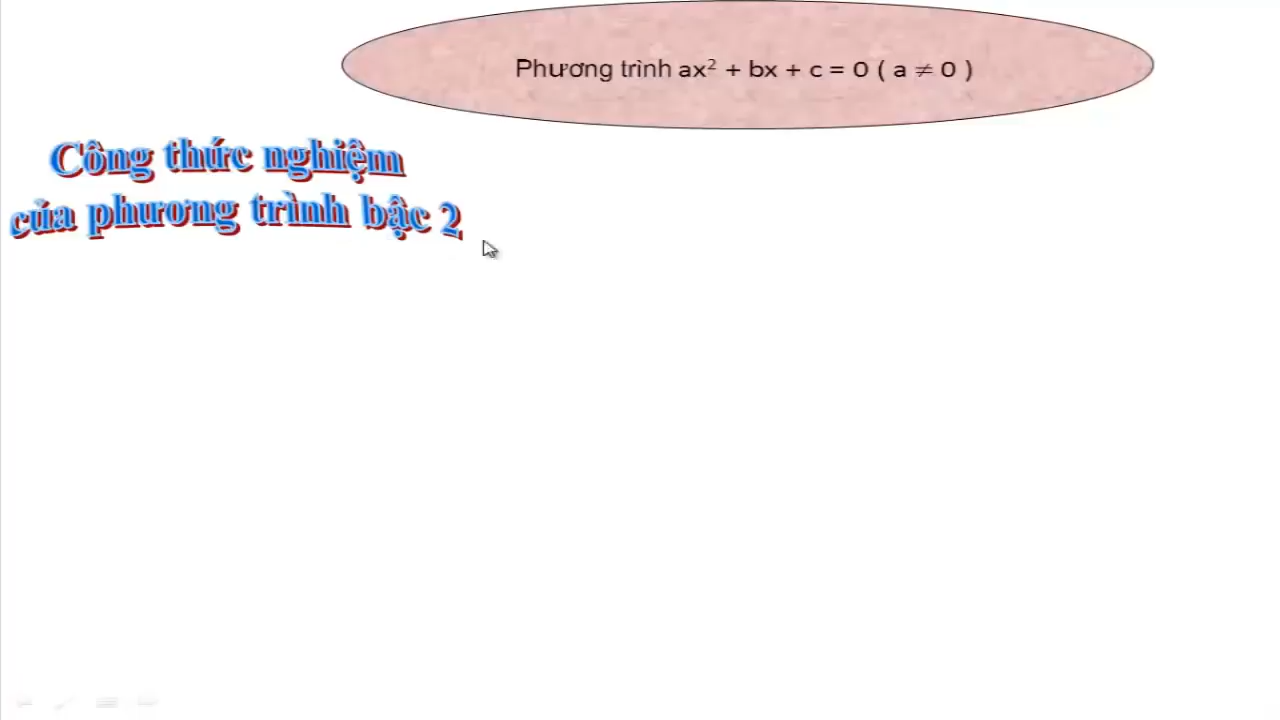 Phương trình ax² + bx + c = 0 ( a ≠ 0 )
Công thức nghiệm
của phương trình bậc 2